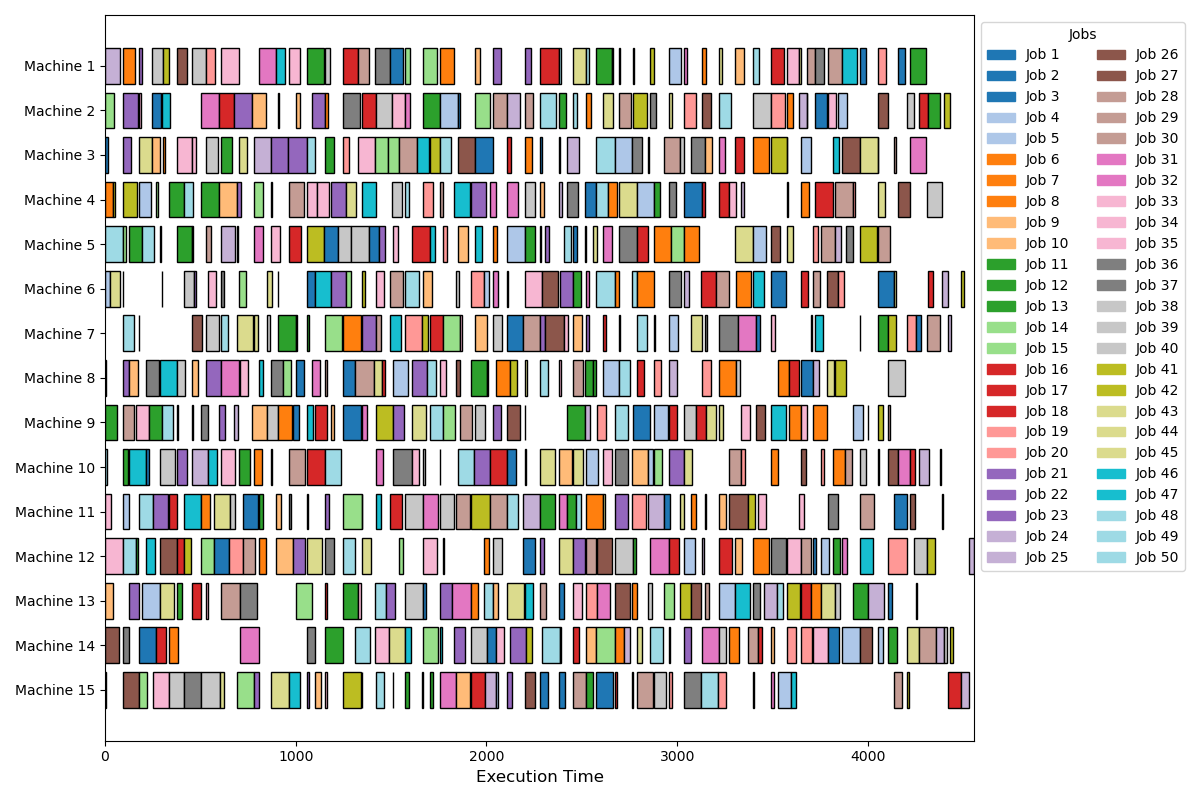 Machine 1
Machine 2
Machine 3
Machine 4
Machine 5
Machine 6
Machine 7
Machine 8
Machine 9
Machine 10
Machine 11
Machine 12
Machine 13
Machine 14
Machine 15
0 1000 2000 3000 4000
Execution Time
Jobs
Job 1
Job 2
Job 3
Job 4
Job 5
Job 6
Job 7
Job 8
Job 9
Job 10
Job 11
Job 12
Job 13
Job 14
Job 15
Job 16
Job 17
Job 18
Job 19
Job 20
Job 21
Job 22
Job 23
Job 24
Job 25
Job 26
Job 27
Job 28
Job 29
Job 30
Job 31
Job 32
Job 33
Job 34
Job 35
Job 36
Job 37
Job 38
Job 39
Job 40
Job 41
Job 42
Job 43
Job 44
Job 45
Job 46
Job 47
Job 48
Job 49
Job 50